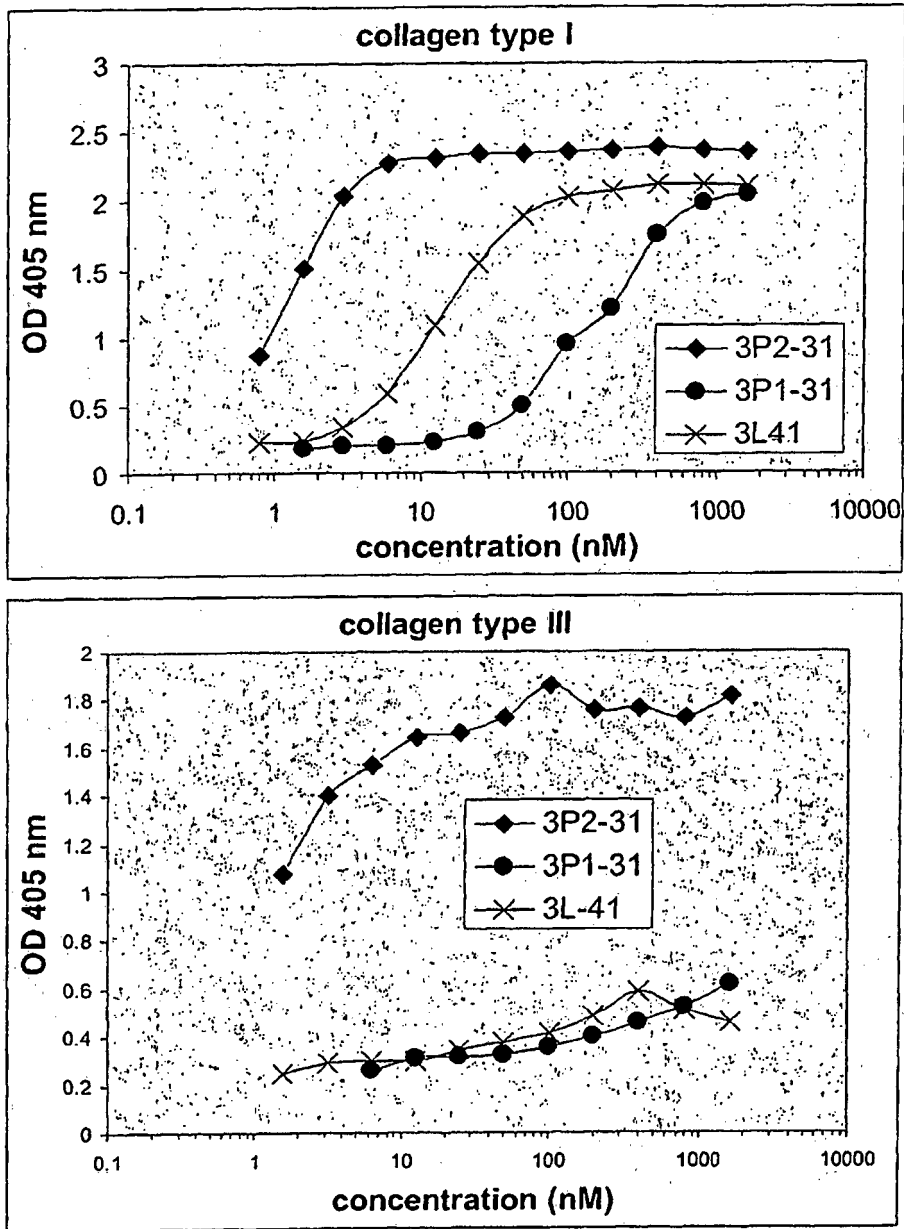 collagen type I
3
2.5
2
1.5
1
0.5
0
OD 405 nm
0.1 1 10 100 1000 10000
concentration (nM)
3P2-31
3P1-31
3L41
collagen type III
2
1.8
1.6
1.4
1.2
1
0.8
0.6
0.4
0.2
0
OD 405 nm
0.1 1 10 100 1000 10000
concentration (nM)
3P2-31
3P1-31
3L-41